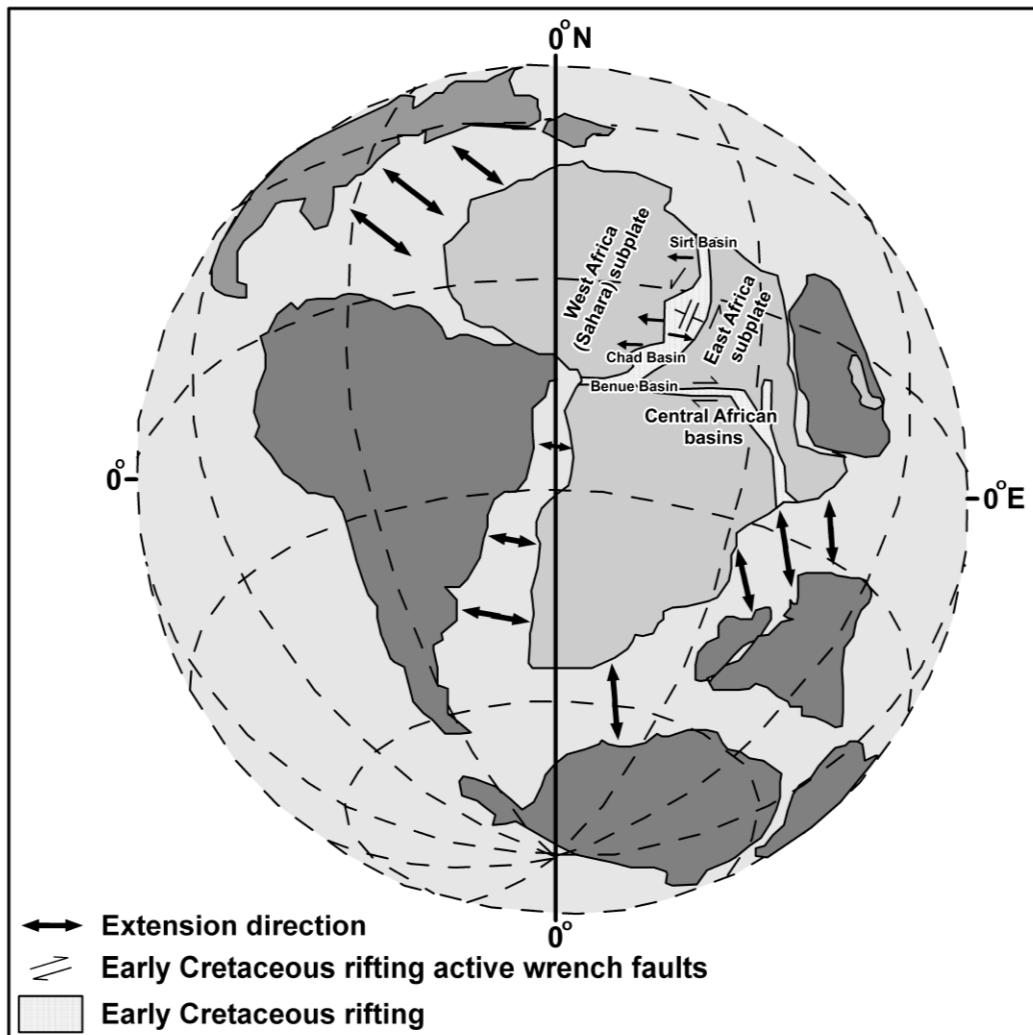 0°N
Sirt Basin
West Africa
(Sahara) subplate
East Africa
subplate
Chad Basin
Benue Basin
Central African
basins
0°
0°E
0°
Extension direction
Early Cretaceous rifting active wrench faults
Early Cretaceous rifting